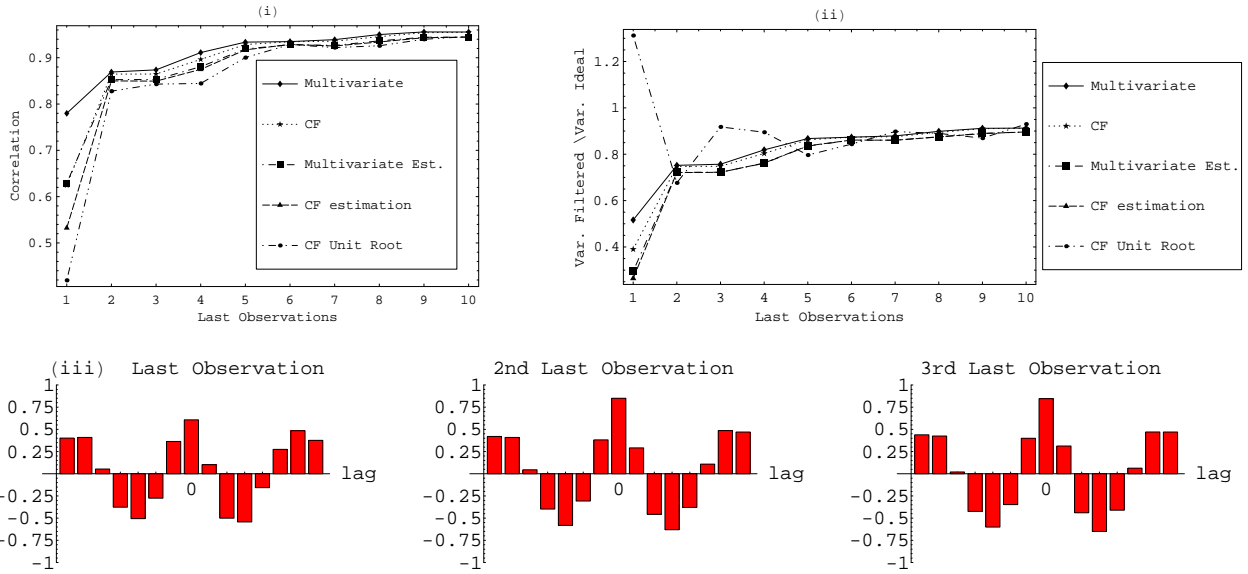 (i)
Correlation
0.9
0.8
0.7
0.6
0.5
1 2 3 4 5 6 7 8 9 10
Last Observations
Multivariate
CF
Multivariate Est.
CF estimation
CF Unit Root
(ii)
Var. Filtered \Var. Ideal
1.2
1
0.8
0.6
0.4
1 2 3 4 5 6 7 8 9 10
Last Observations
Multivariate
CF
Multivariate Est.
CF estimation
CF Unit Root
(iii) Last Observation
1
0.75
0.5
0.25
-0.25
-0.5
-0.75
-1
0
lag
2nd Last Observation
1
0.75
0.5
0.25
-0.25
-0.5
-0.75
-1
0
lag
3rd Last Observation
1
0.75
0.5
0.25
-0.25
-0.5
-0.75
-1
0
lag